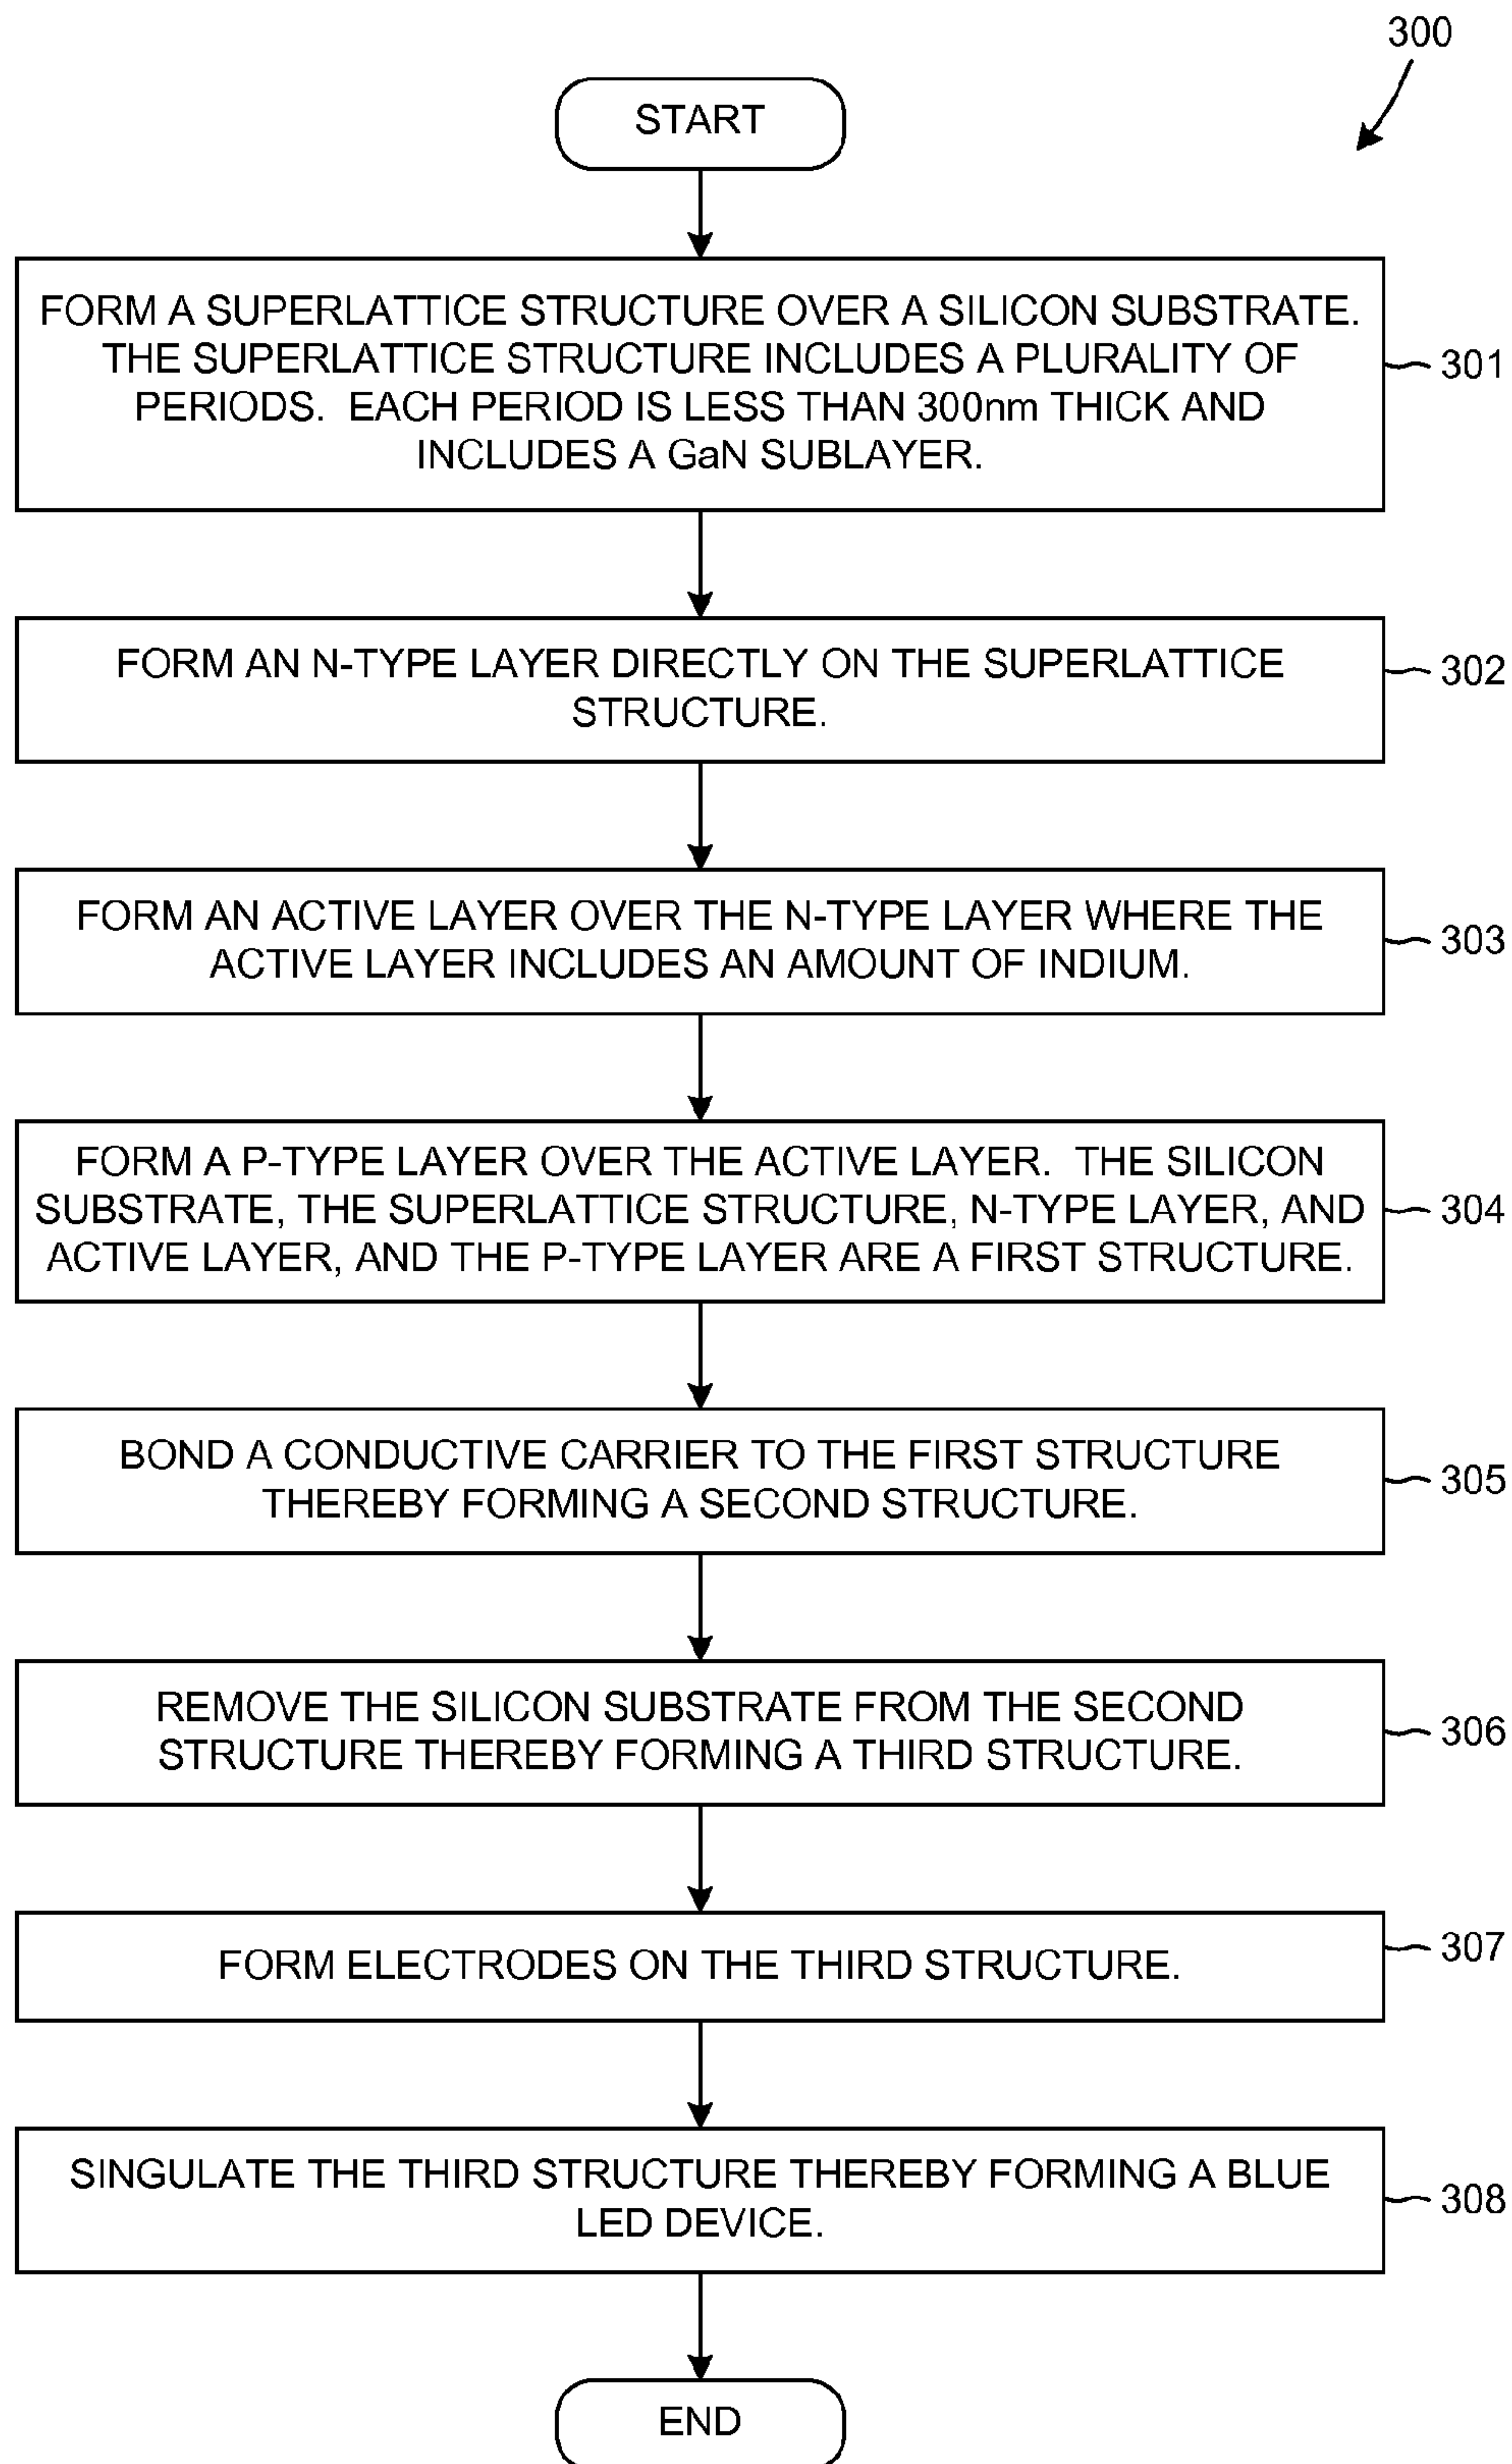 300
START
FORM A SUPERLATTICE STRUCTURE OVER A SILICON SUBSTRATE.
THE SUPERLATTICE STRUCTURE INCLUDES A PLURALITY OF
PERIODS. EACH PERIOD IS LESS THAN 300nm THICK AND
INCLUDES A GaN SUBLAYER.
301
FORM AN N-TYPE LAYER DIRECTLY ON THE SUPERLATTICE
STRUCTURE.
302
FORM AN ACTIVE LAYER OVER THE N-TYPE LAYER WHERE THE
ACTIVE LAYER INCLUDES AN AMOUNT OF INDIUM.
303
FORM A P-TYPE LAYER OVER THE ACTIVE LAYER. THE SILICON
SUBSTRATE, THE SUPERLATTICE STRUCTURE, N-TYPE LAYER, AND
ACTIVE LAYER, AND THE P-TYPE LAYER ARE A FIRST STRUCTURE.
304
BOND A CONDUCTIVE CARRIER TO THE FIRST STRUCTURE
THEREBY FORMING A SECOND STRUCTURE.
305
REMOVE THE SILICON SUBSTRATE FROM THE SECOND
STRUCTURE THEREBY FORMING A THIRD STRUCTURE.
306
FORM ELECTRODES ON THE THIRD STRUCTURE.
307
SINGULATE THE THIRD STRUCTURE THEREBY FORMING A BLUE
LED DEVICE.
308
END